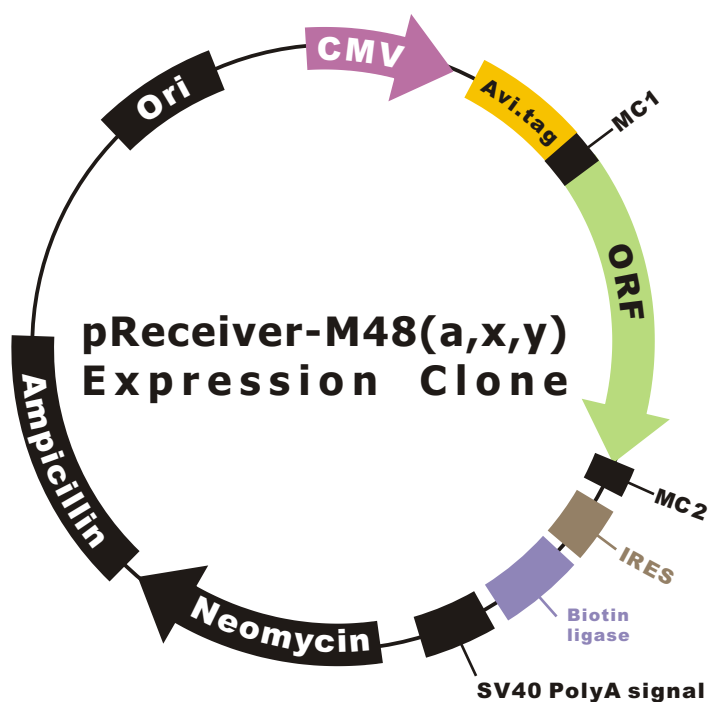 CMV
Avi.tag
MC1
ORF
MC2
IRES
Biotin
ligase
SV40 PolyA signal
Neomycin
Ampicillin
Ori
pReceiver-M48(a,x,y)
Expression Clone